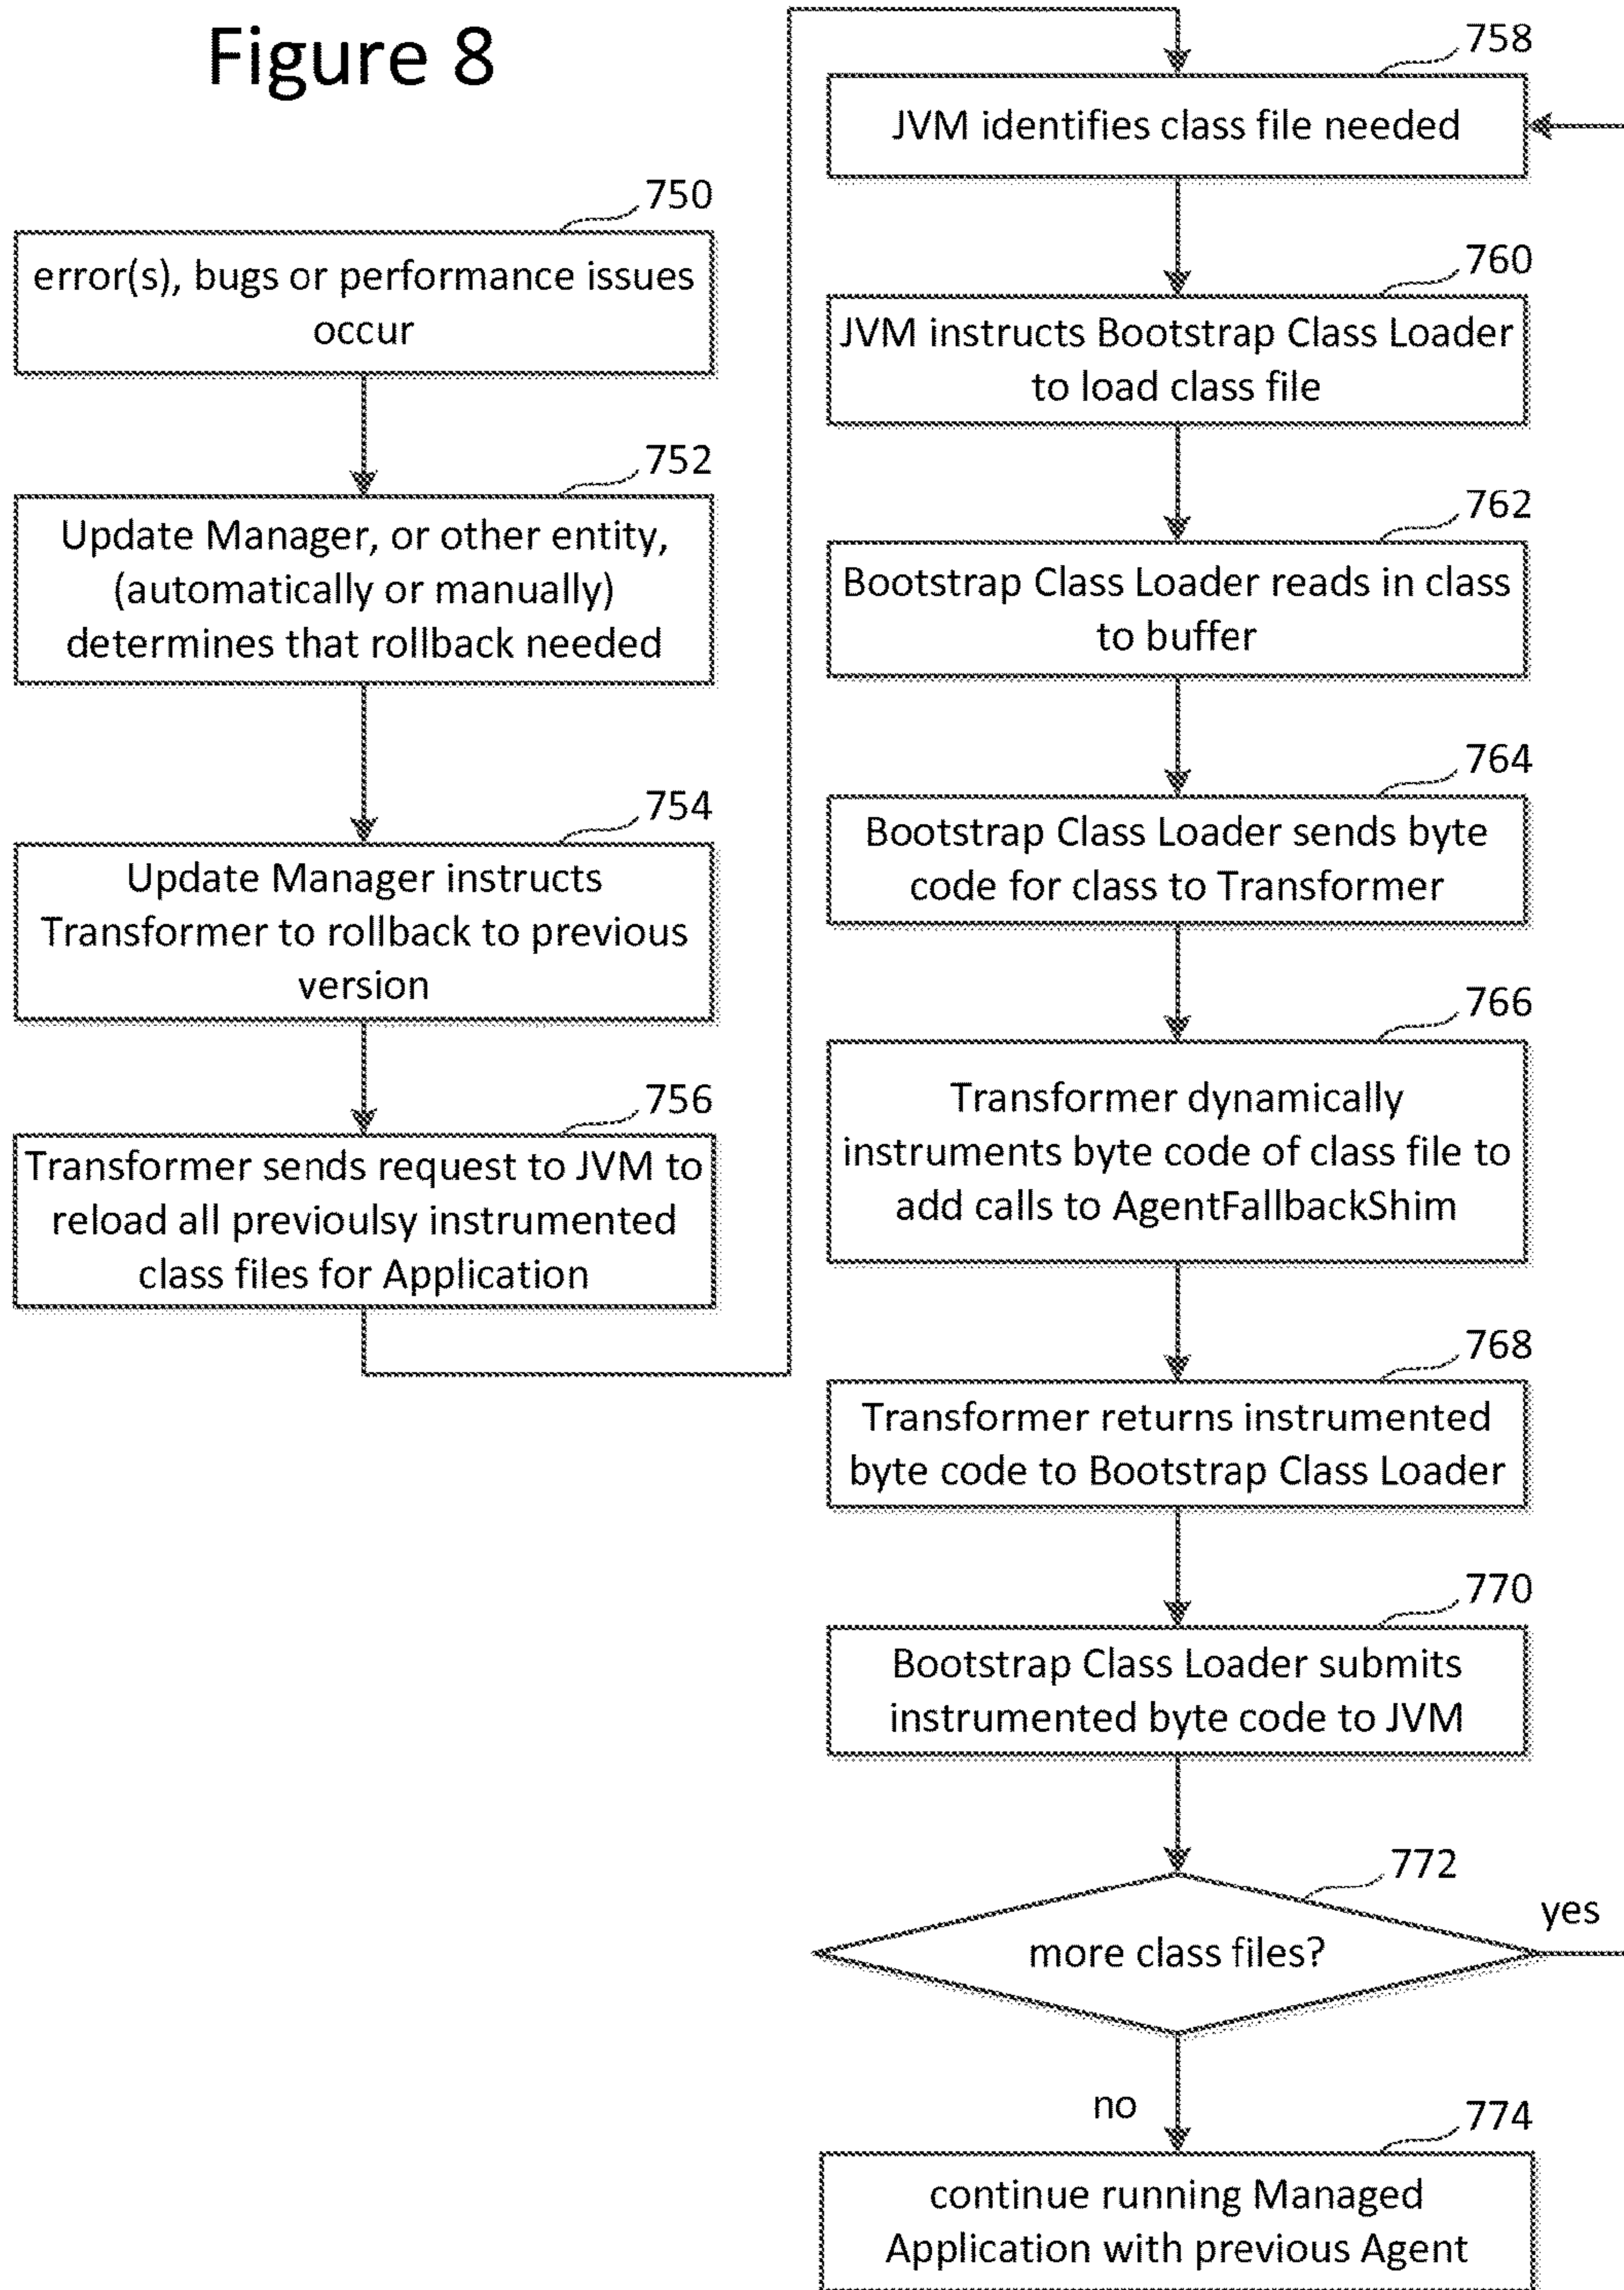 Figure 8
750
error(s), bugs or performance issues
occur
752
Update Manager, or other entity,
(automatically or manually)
determines that rollback needed
754
Update Manager instructs
Transformer to rollback to previous
version
756
Transformer sends request to JVM to
reload all previoulsy instrumented
class files for Application
758
JVM identifies class file needed
760
JVM instructs Bootstrap Class Loader
to load class file
762
Bootstrap Class Loader reads in class
to buffer
764
Bootstrap Class Loader sends byte
code for class to Transformer
766
Transformer dynamically
instruments byte code of class file to
add calls to AgentFallbackShim
768
Transformer returns instrumented
byte code to Bootstrap Class Loader
770
Bootstrap Class Loader submits
instrumented byte code to JVM
772
more class files?
yes
no
774
continue running Managed
Application with previous Agent